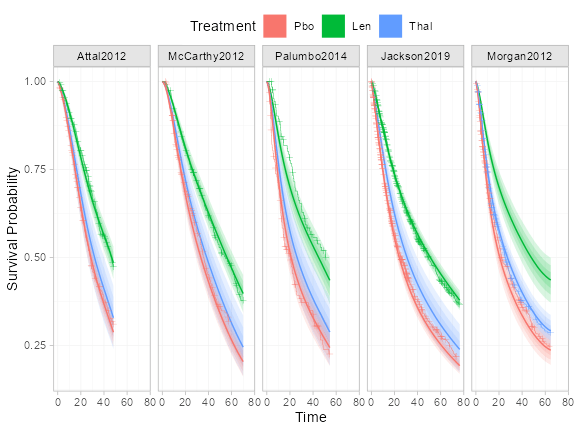 Treatment Pbo Len Thal
Attal2012 McCarthy2012 Palumbo2014 Jackson2019 Morgan2012
Survival Probability
1.00
0.75
0.50
0.25
0 20 40 60 80 0 20 40 60 80 0 20 40 60 80 0 20 40 60 80 0 20 40 60 80
Time